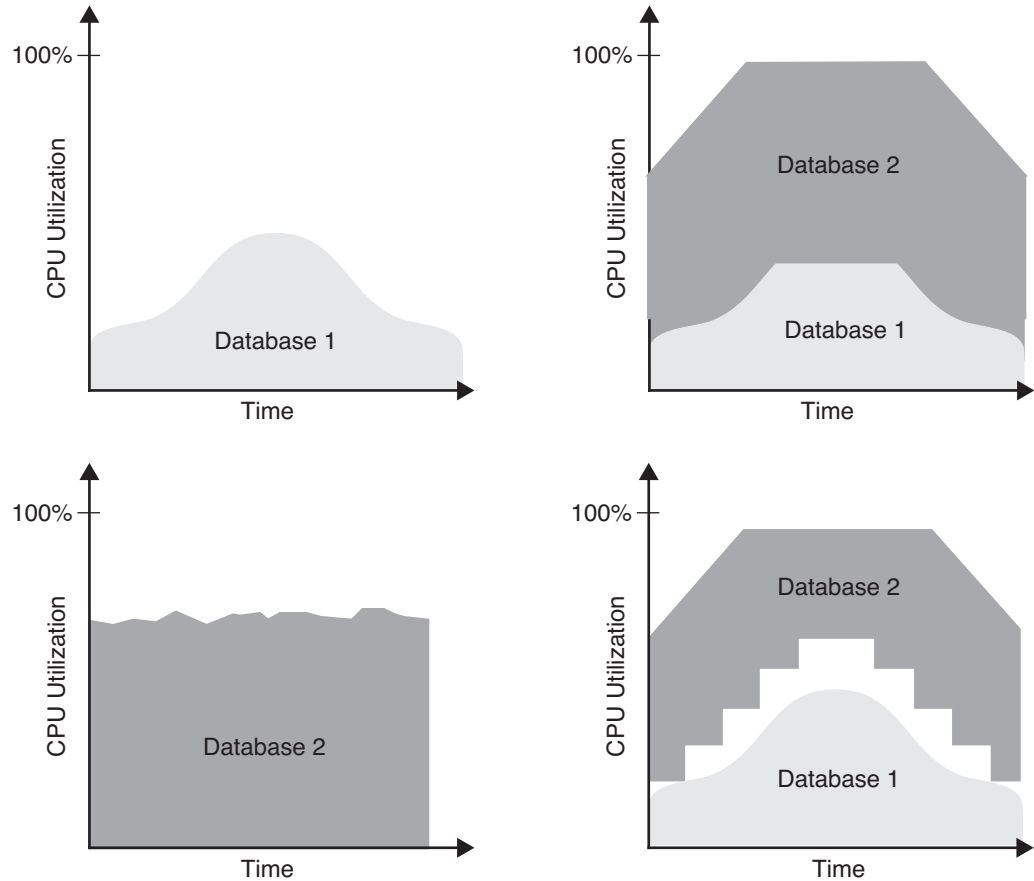 100%
CPU Utilization
Database 1
Time
100%
CPU Utilization
Database 2
Database 1
Time
100%
CPU Utilization
Database 2
Time
100%
CPU Utilization
Database 2
Database 1
Time